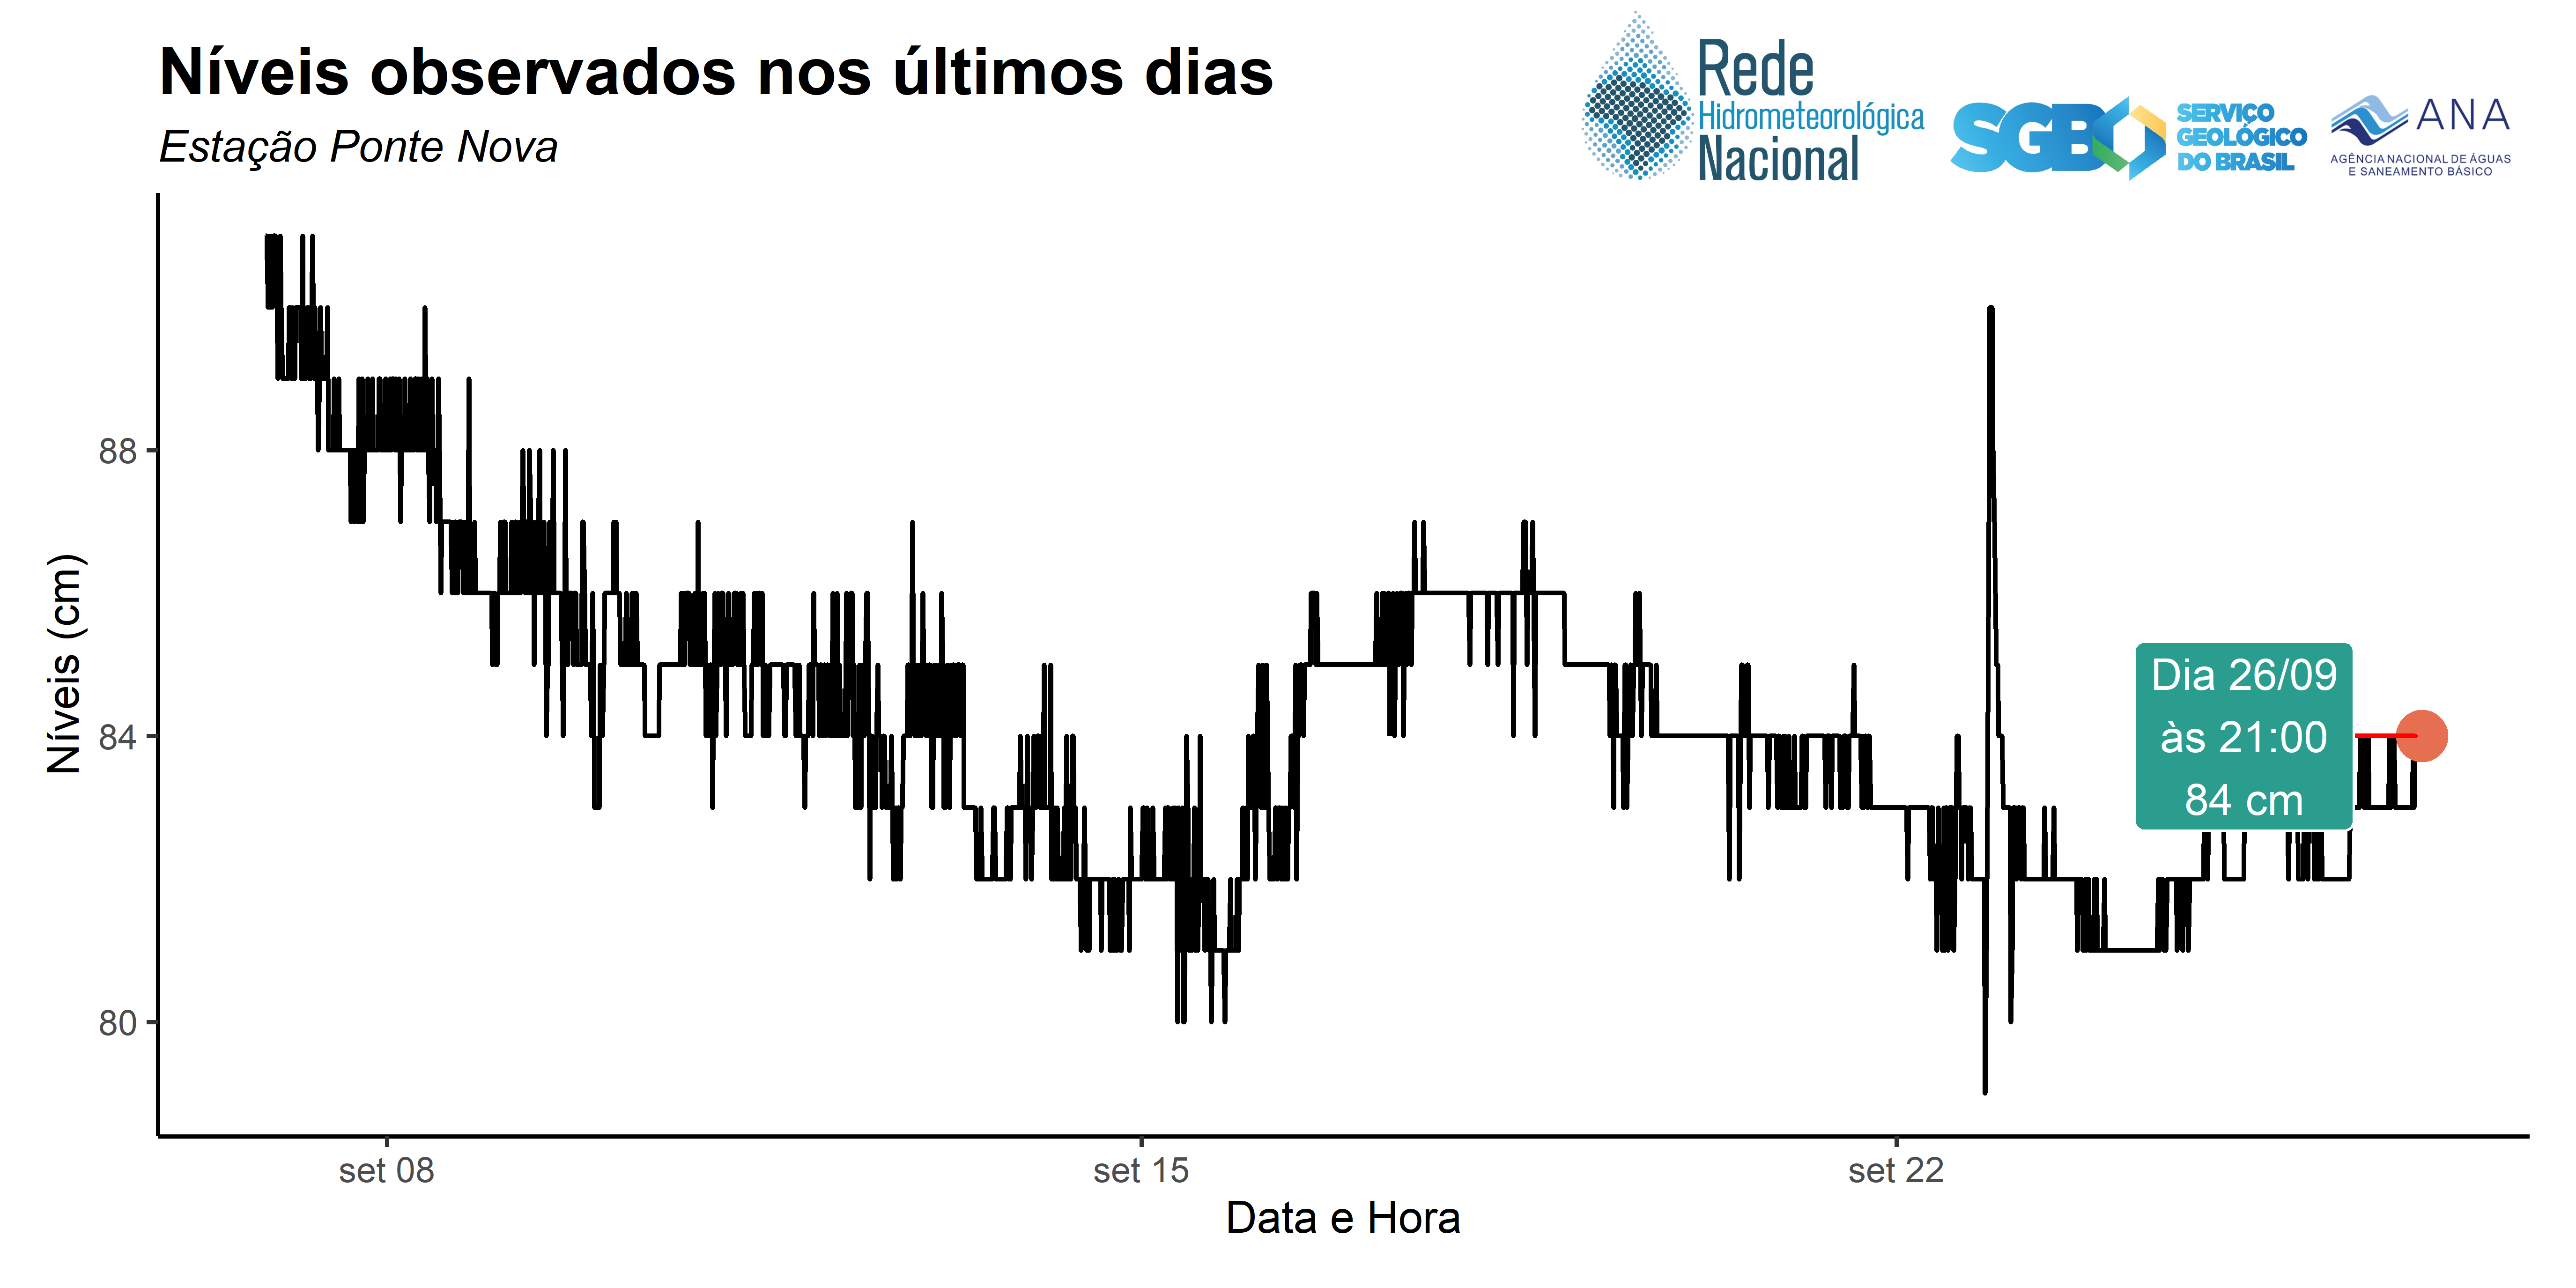 Níveis observados nos últimos dias
Estação Ponte Nova
Rede
Hidrometeorológica
Nacional
SGB
SERVIÇO
GEOLÓGICO
DO BRASIL
ANA
AGÊNCIA NACIONAL DE ÁGUAS
E SANEAMENTO BÁSICO
Níveis (cm)
88
84
80
Dia 26/09
às 21:00
84 cm
set 08
set 15
set 22
Data e Hora